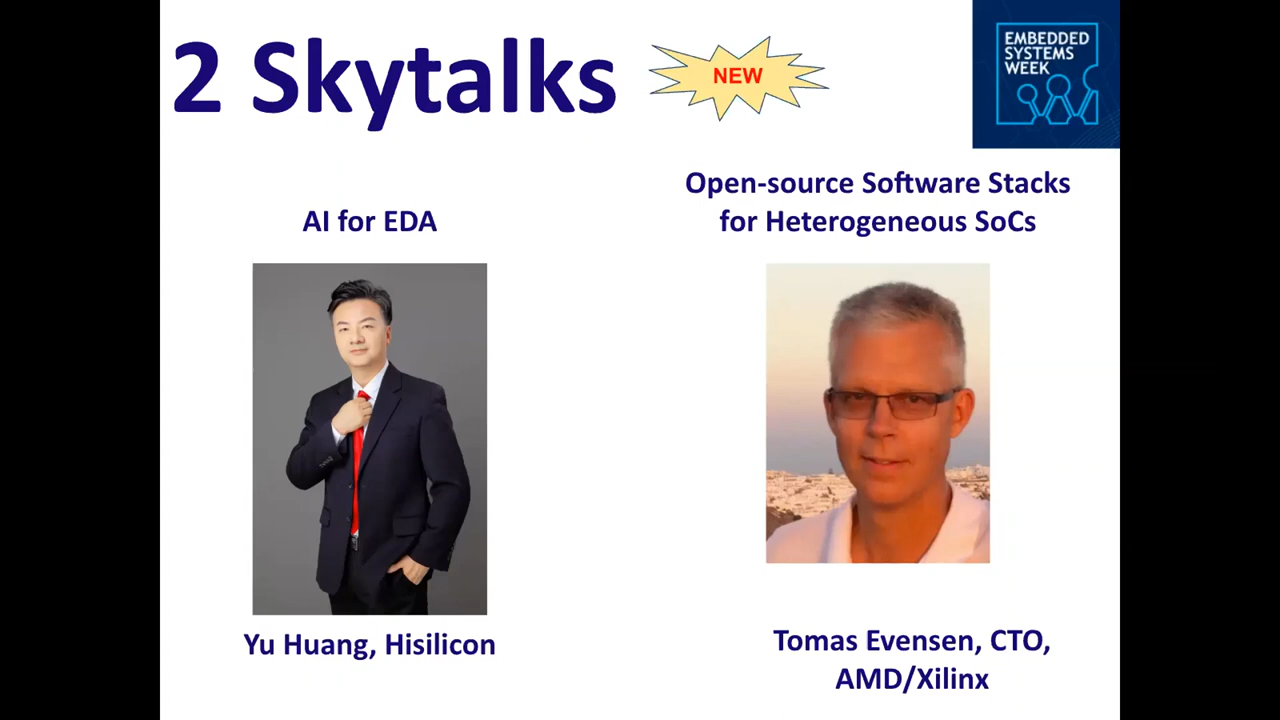 2 Skytalks
NEW
EMBEDDED
SYSTEMS
WEEK
AI for EDA
Open-source Software Stacks
for Heterogeneous SoCs
Yu Huang, Hisilicon
Tomas Evensen, CTO,
AMD/Xilinx